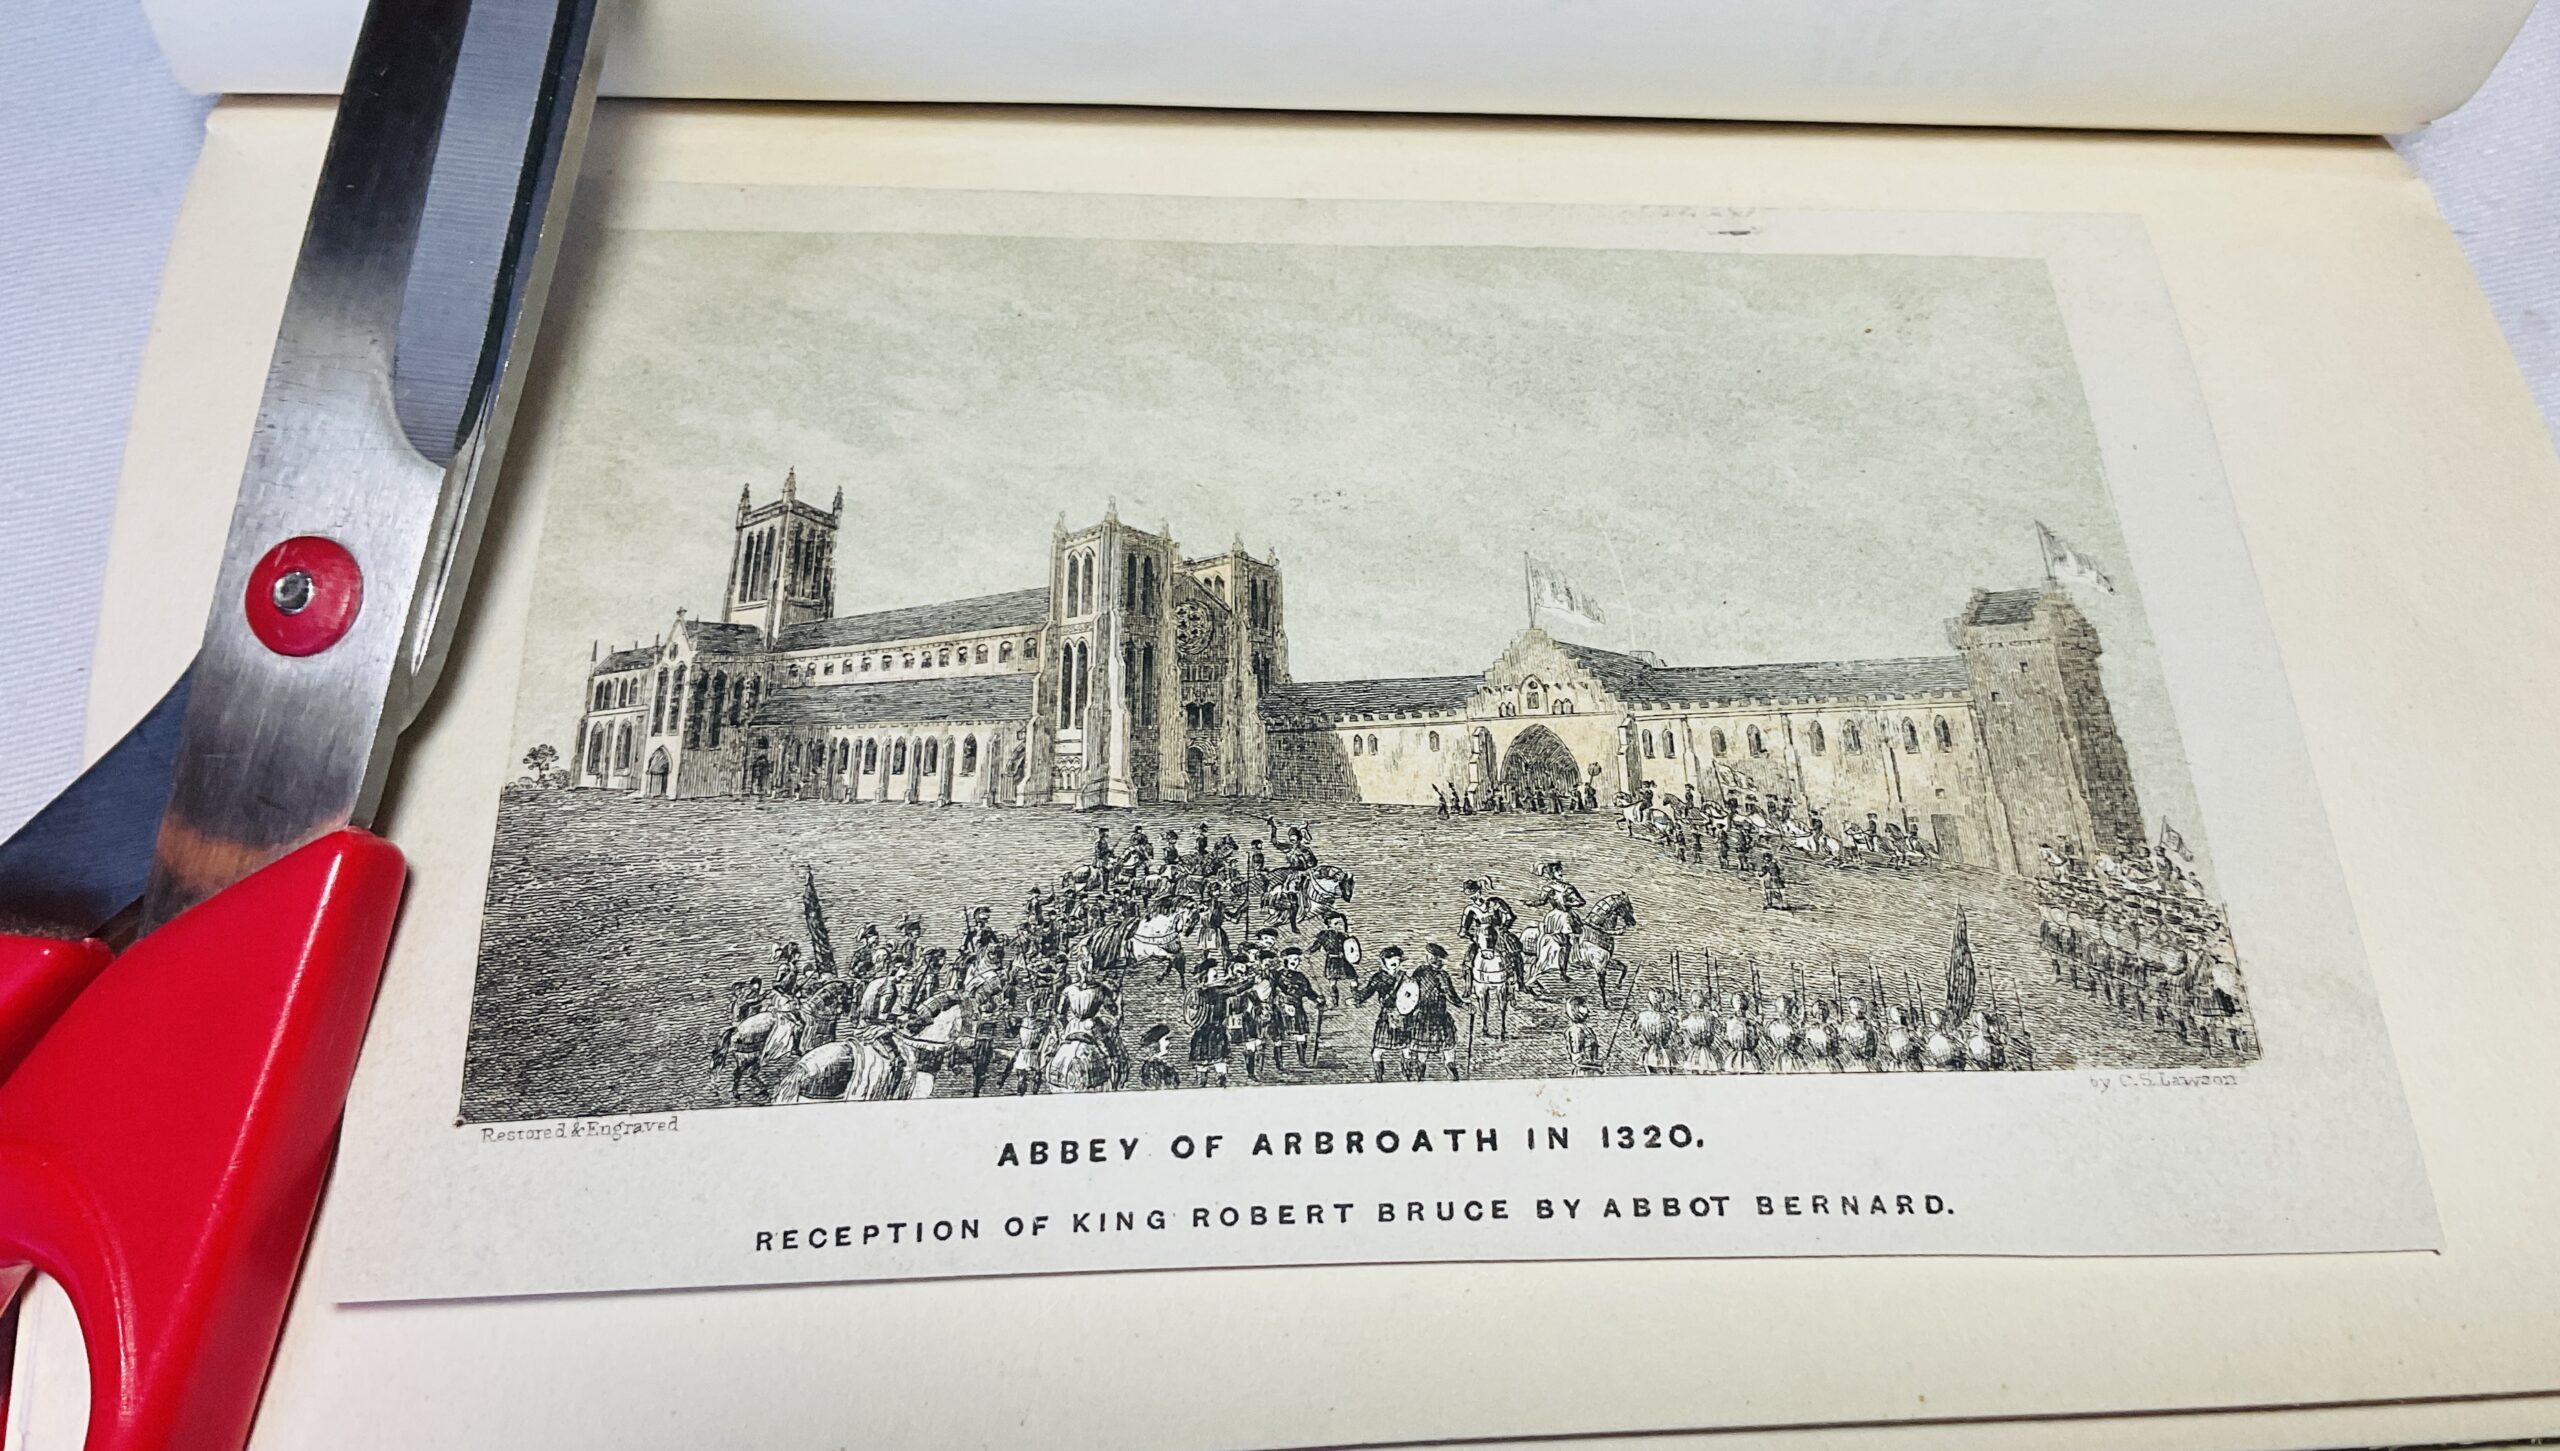 Restored & Engraved
by C. S. Lawson
ABBEY OF ARBROATH IN 1320.
RECEPTION OF KING ROBERT BRUCE BY ABBOT BERNARD.